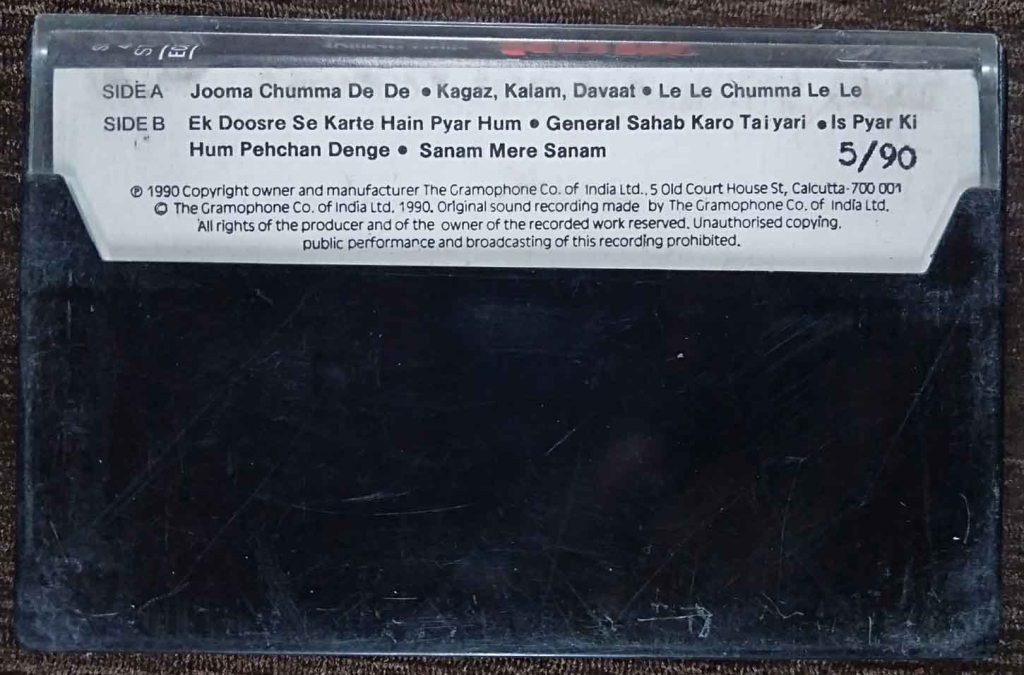 SIDE A Jooma Chumma De De • Kagaz, Kalam, Davaat • Le Le Chumma Le Le
SIDE B Ek Doosre Se Karte Hain Pyar Hum • General Sahab Karo Taiyari • Is Pyar Ki
Hum Pehchan Denge • Sanam Mere Sanam
5/90
℗ 1990 Copyright owner and manufacturer The Gramophone Co. of India Ltd., 5 Old Court House St, Calcutta-700 001
© The Gramophone Co. of India Ltd. 1990. Original sound recording made by The Gramophone Co. of India Ltd.
All rights of the producer and of the owner of the recorded work reserved. Unauthorised copying,
public performance and broadcasting of this recording prohibited.